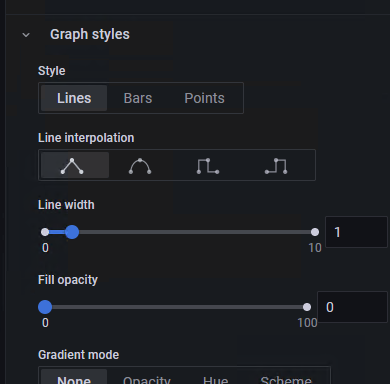 Graph styles
Style
Lines Bars Points
Line interpolation
Line width
1
0 10
Fill opacity
0
0 100
Gradient mode
None Opacity Hue Scheme